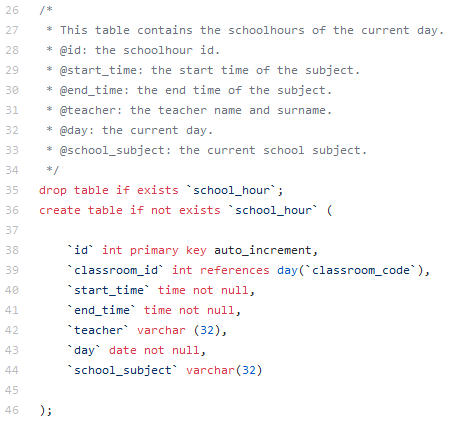 26 /*
27  * This table contains the schoolhours of the current day.
28  * @id: the schoolhour id.
29  * @start_time: the start time of the subject.
30  * @end_time: the end time of the subject.
31  * @teacher: the teacher name and surname.
32  * @day: the current day.
33  * @school_subject: the current school subject.
34  */
35 drop table if exists `school_hour`;
36 create table if not exists `school_hour` (
37
38     `id` int primary key auto_increment,
39     `classroom_id` int references day(`classroom_code`),
40     `start_time` time not null,
41     `end_time` time not null,
42     `teacher` varchar (32),
43     `day` date not null,
44     `school_subject` varchar(32)
45
46 );